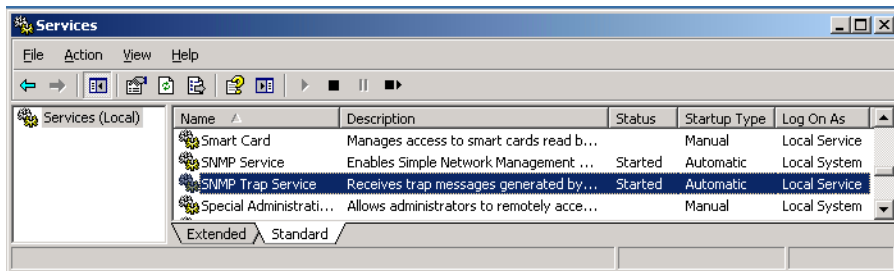 Services
File Action View Help
Services (Local)
Name Description Status Startup Type Log On As
Smart Card Manages access to smart cards read b... Manual Local Service
SNMP Service Enables Simple Network Management ... Started Automatic Local System
SNMP Trap Service Receives trap messages generated by... Started Automatic Local Service
Special Administrati... Allows administrators to remotely acce... Manual Local System
Extended Standard